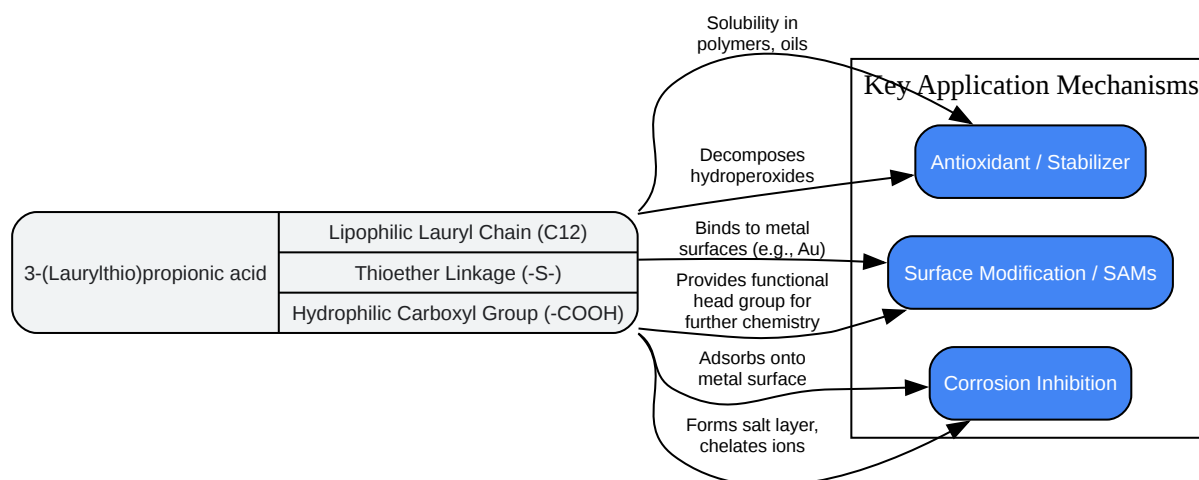 3-(Laurylthio)propionic acid
Lipophilic Lauryl Chain (C12)
Thioether Linkage (-S-)
Hydrophilic Carboxyl Group (-COOH)
Solubility in
polymers, oils
Decomposes
hydroperoxides
Binds to metal
surfaces (e.g., Au)
Provides functional
head group for
further chemistry
Adsorbs onto
metal surface
Forms salt layer,
chelates ions
Key Application Mechanisms
Antioxidant / Stabilizer
Surface Modification / SAMs
Corrosion Inhibition